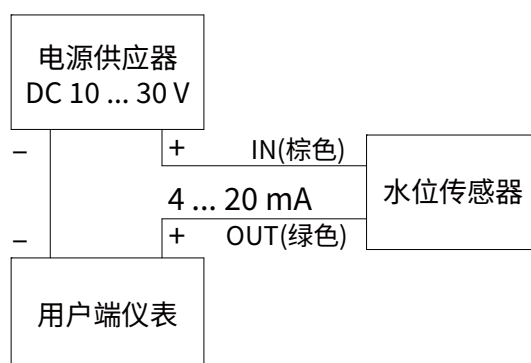 电源供应器
DC 10 ... 30 V
− + IN(棕色)
水位传感器
4 ... 20 mA
− + OUT(绿色)
用户端仪表